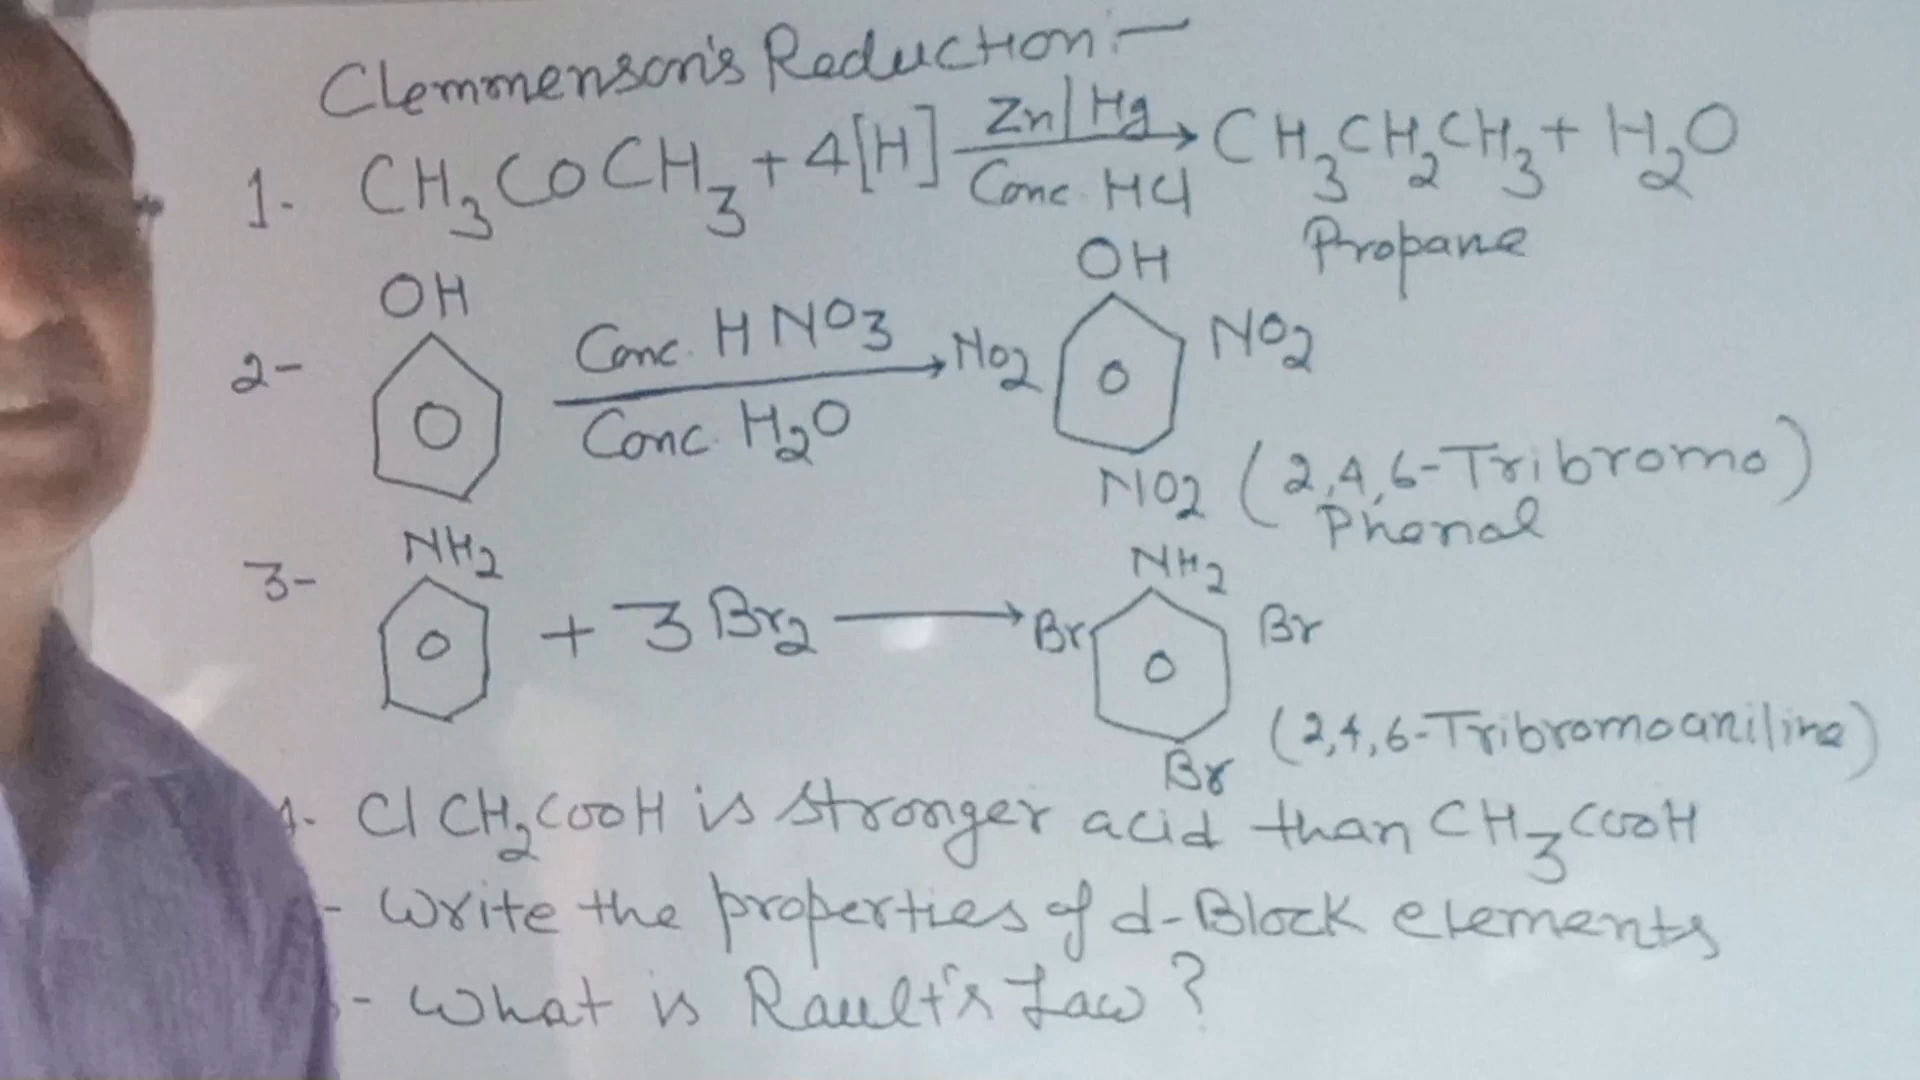 Clemmenson's Reduction:-
1- CH3COCH3 + 4[H] Zn/Hg Conc. HCl → CH3CH2CH3 + H2O
Propane
2- OH Conc. HNO3 Conc. H2O → OH NO2 NO2 NO2
(2,4,6-Tribromo) Phenol
3- NH2 + 3Br2 → NH2 Br Br Br
(2,4,6-Tribromoaniline)
4- ClCH2COOH is stronger acid than CH3COOH
- Write the properties of d-Block elements
- What is Rault's Law?